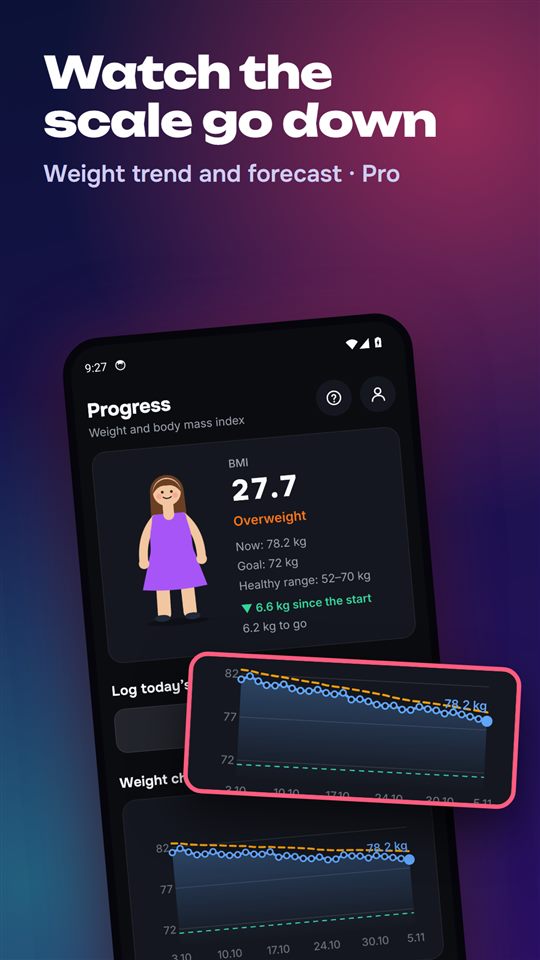 Watch the
scale go down
Weight trend and forecast · Pro
9:27
Progress
Weight and body mass index
BMI
27.7
Overweight
Now: 78.2 kg
Goal: 72 kg
Healthy range: 52–70 kg
▼ 6.6 kg since the start
6.2 kg to go
Log today's
82
78.2 kg
77
72
3.10 10.10 17.10 24.10 30.10 5.11
Weight
82
78.2 kg
77
72
3.10 10.10 17.10 24.10 30.10 5.11